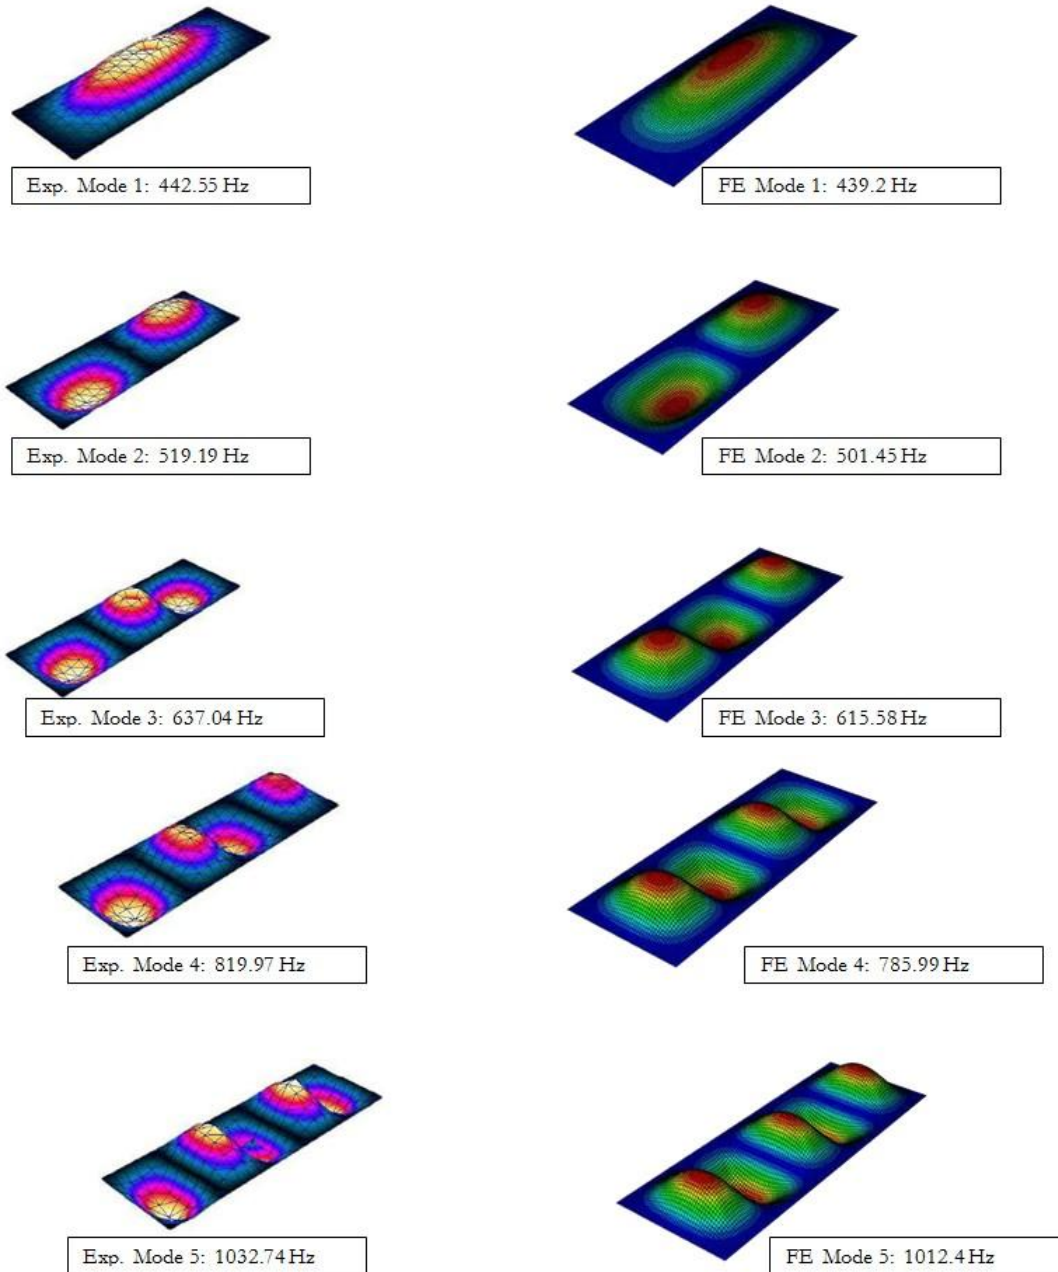 Exp. Mode 1: 442.55 Hz
FE Mode 1: 439.2 Hz
Exp. Mode 2: 519.19 Hz
FE Mode 2: 501.45 Hz
Exp. Mode 3: 637.04 Hz
FE Mode 3: 615.58 Hz
Exp. Mode 4: 819.97 Hz
FE Mode 4: 785.99 Hz
Exp. Mode 5: 1032.74 Hz
FE Mode 5: 1012.4 Hz